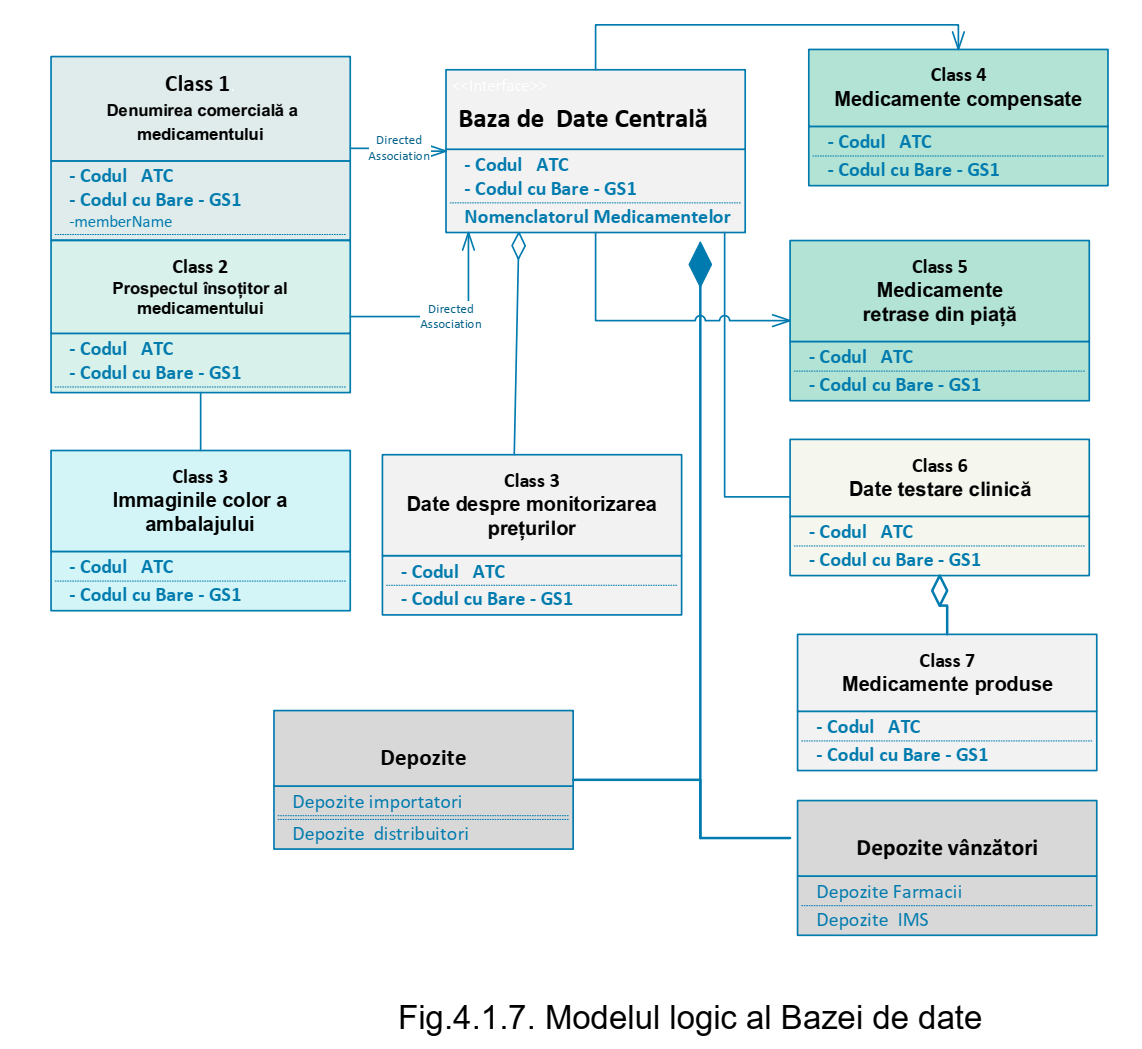 Class 1
Denumirea comercială a
medicamentului
- Codul ATC
- Codul cu Bare - GS1
-memberName
Class 2
Prospectul însoțitor al
medicamentului
- Codul ATC
- Codul cu Bare - GS1
Class 3
Immaginile color a
ambalajului
- Codul ATC
- Codul cu Bare - GS1
Directed
Association
Directed
Association
<<Interface>>
Baza de Date Centrală
- Codul ATC
- Codul cu Bare - GS1
Nomenclatorul Medicamentelor
Class 3
Date despre monitorizarea
prețurilor
- Codul ATC
- Codul cu Bare - GS1
Class 4
Medicamente compensate
- Codul ATC
- Codul cu Bare - GS1
Class 5
Medicamente
retrase din piață
- Codul ATC
- Codul cu Bare - GS1
Class 6
Date testare clinică
- Codul ATC
- Codul cu Bare - GS1
Class 7
Medicamente produse
- Codul ATC
- Codul cu Bare - GS1
Depozite
Depozite importatori
Depozite distribuitori
Depozite vânzători
Depozite Farmacii
Depozite IMS
Fig.4.1.7. Modelul logic al Bazei de date